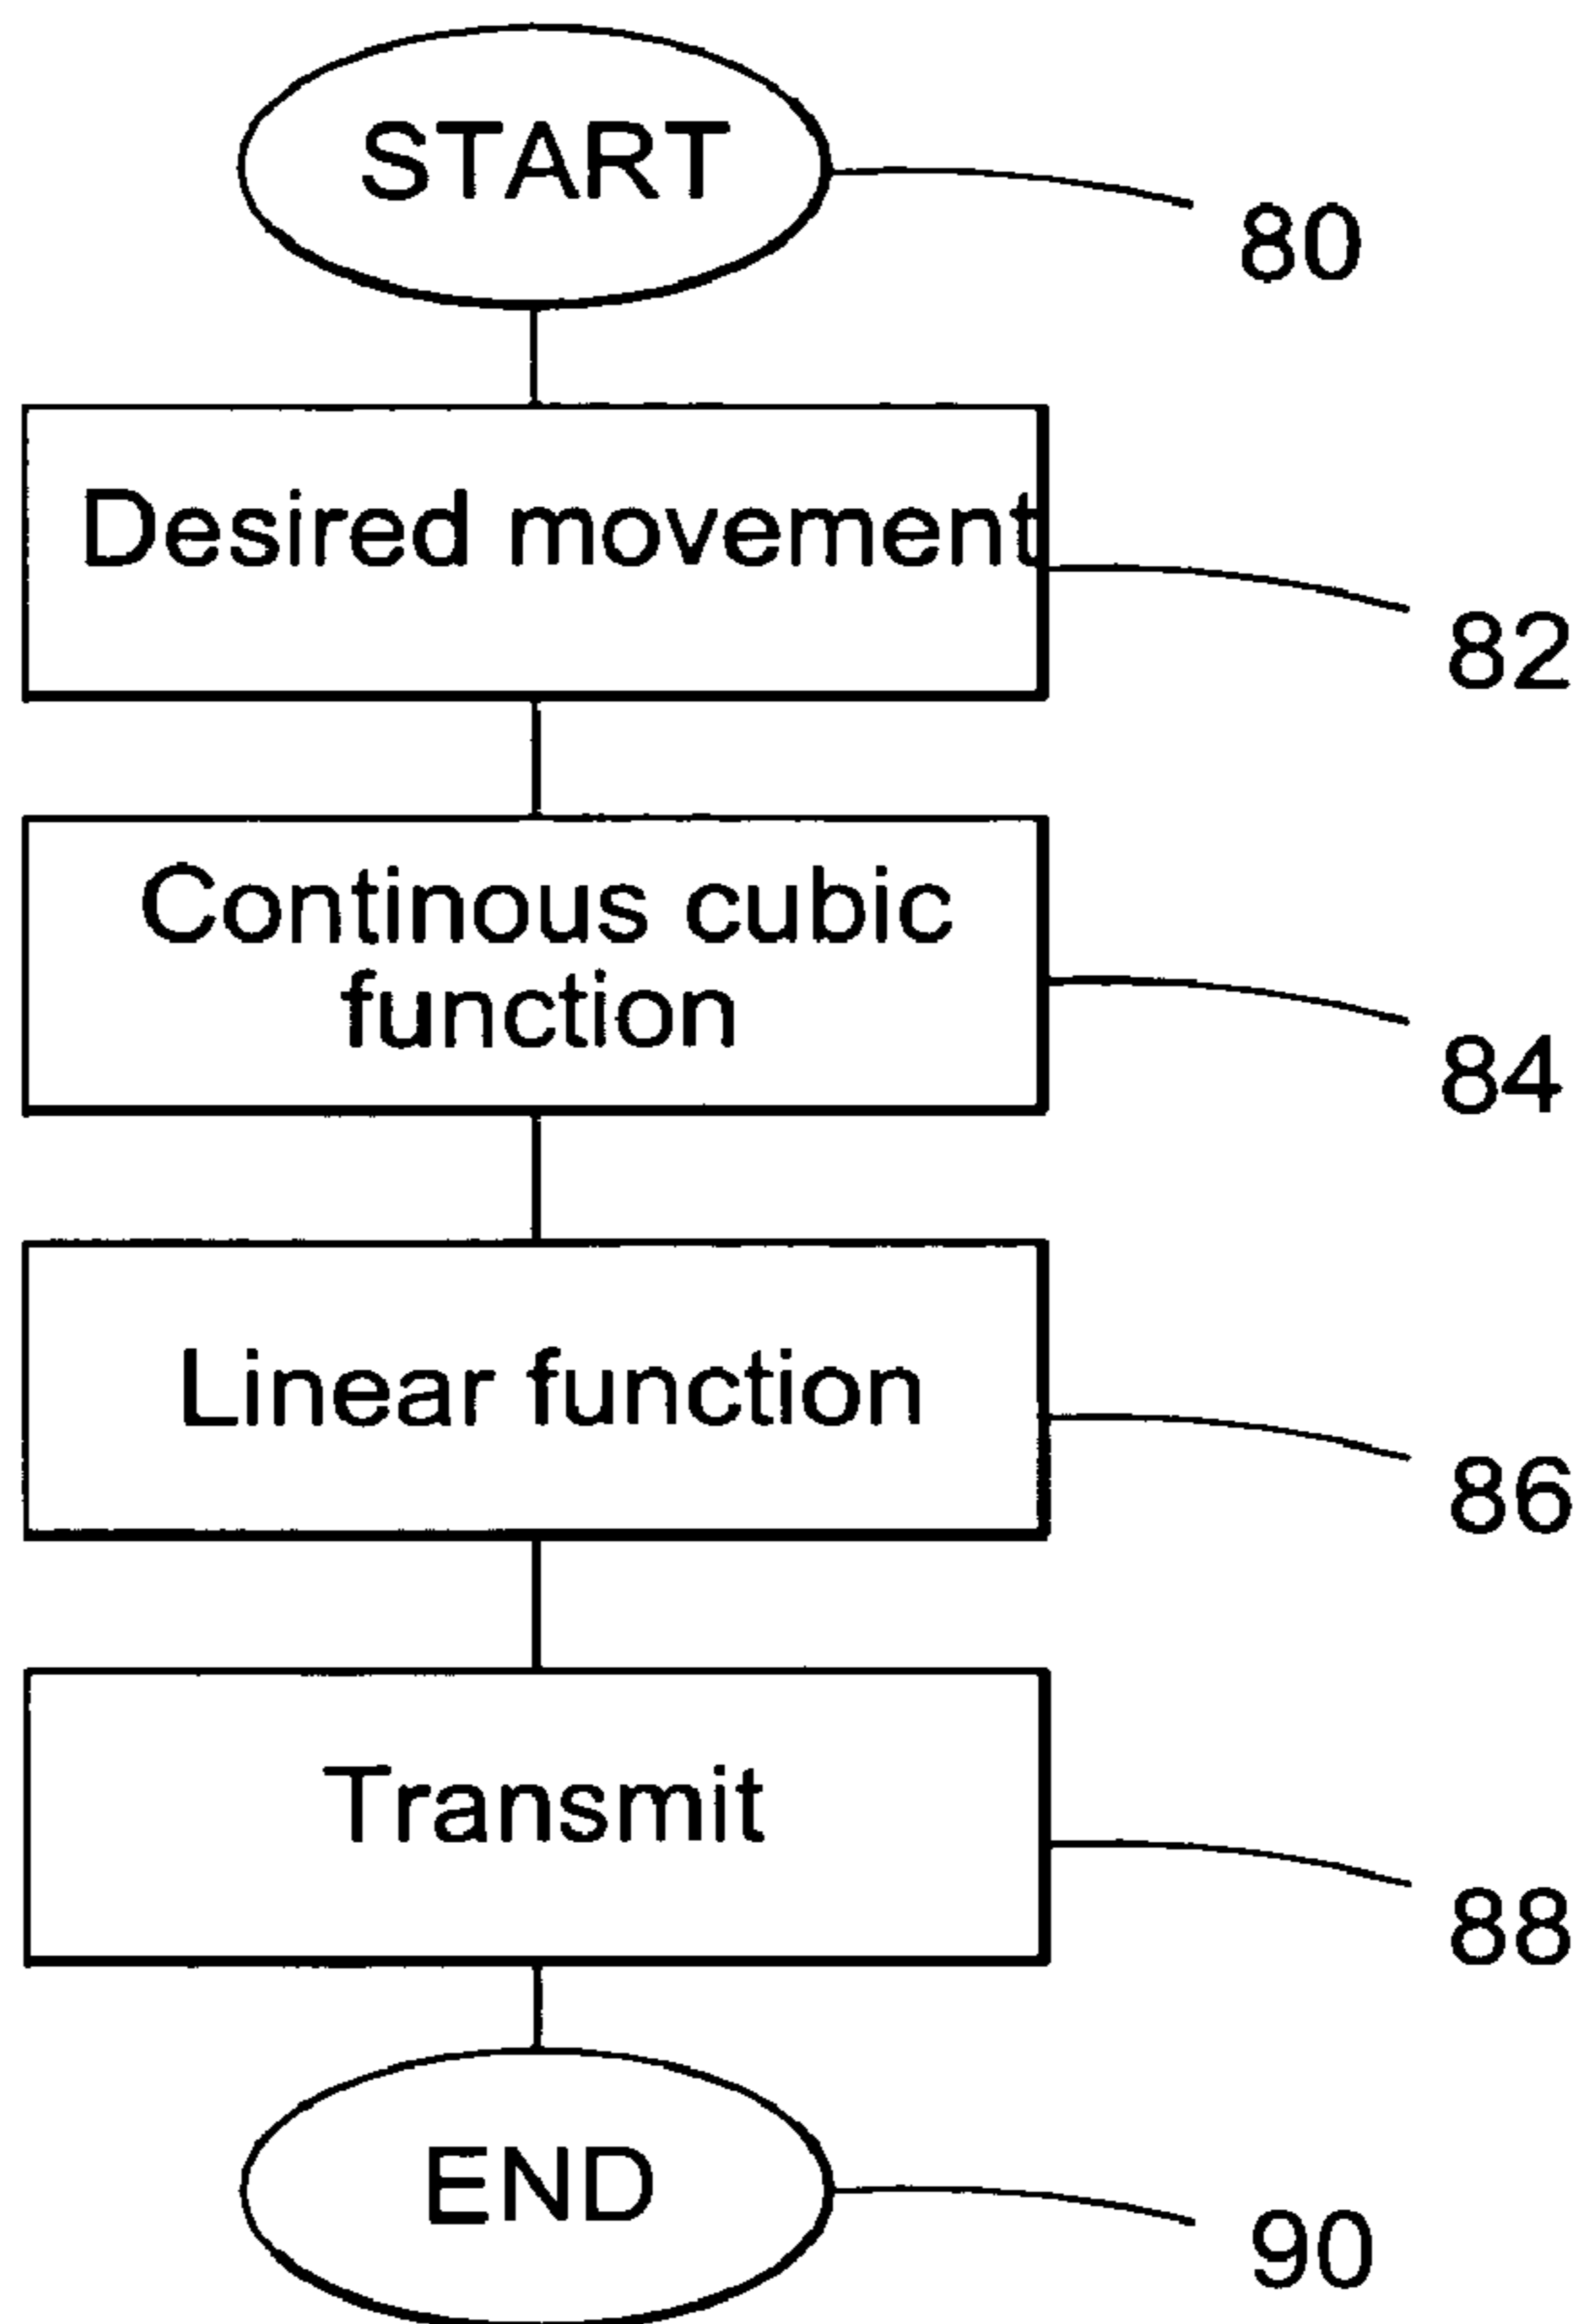 START
80
Desired movement
82
Continous cubic
function
84
Linear function
86
Transmit
88
END
90